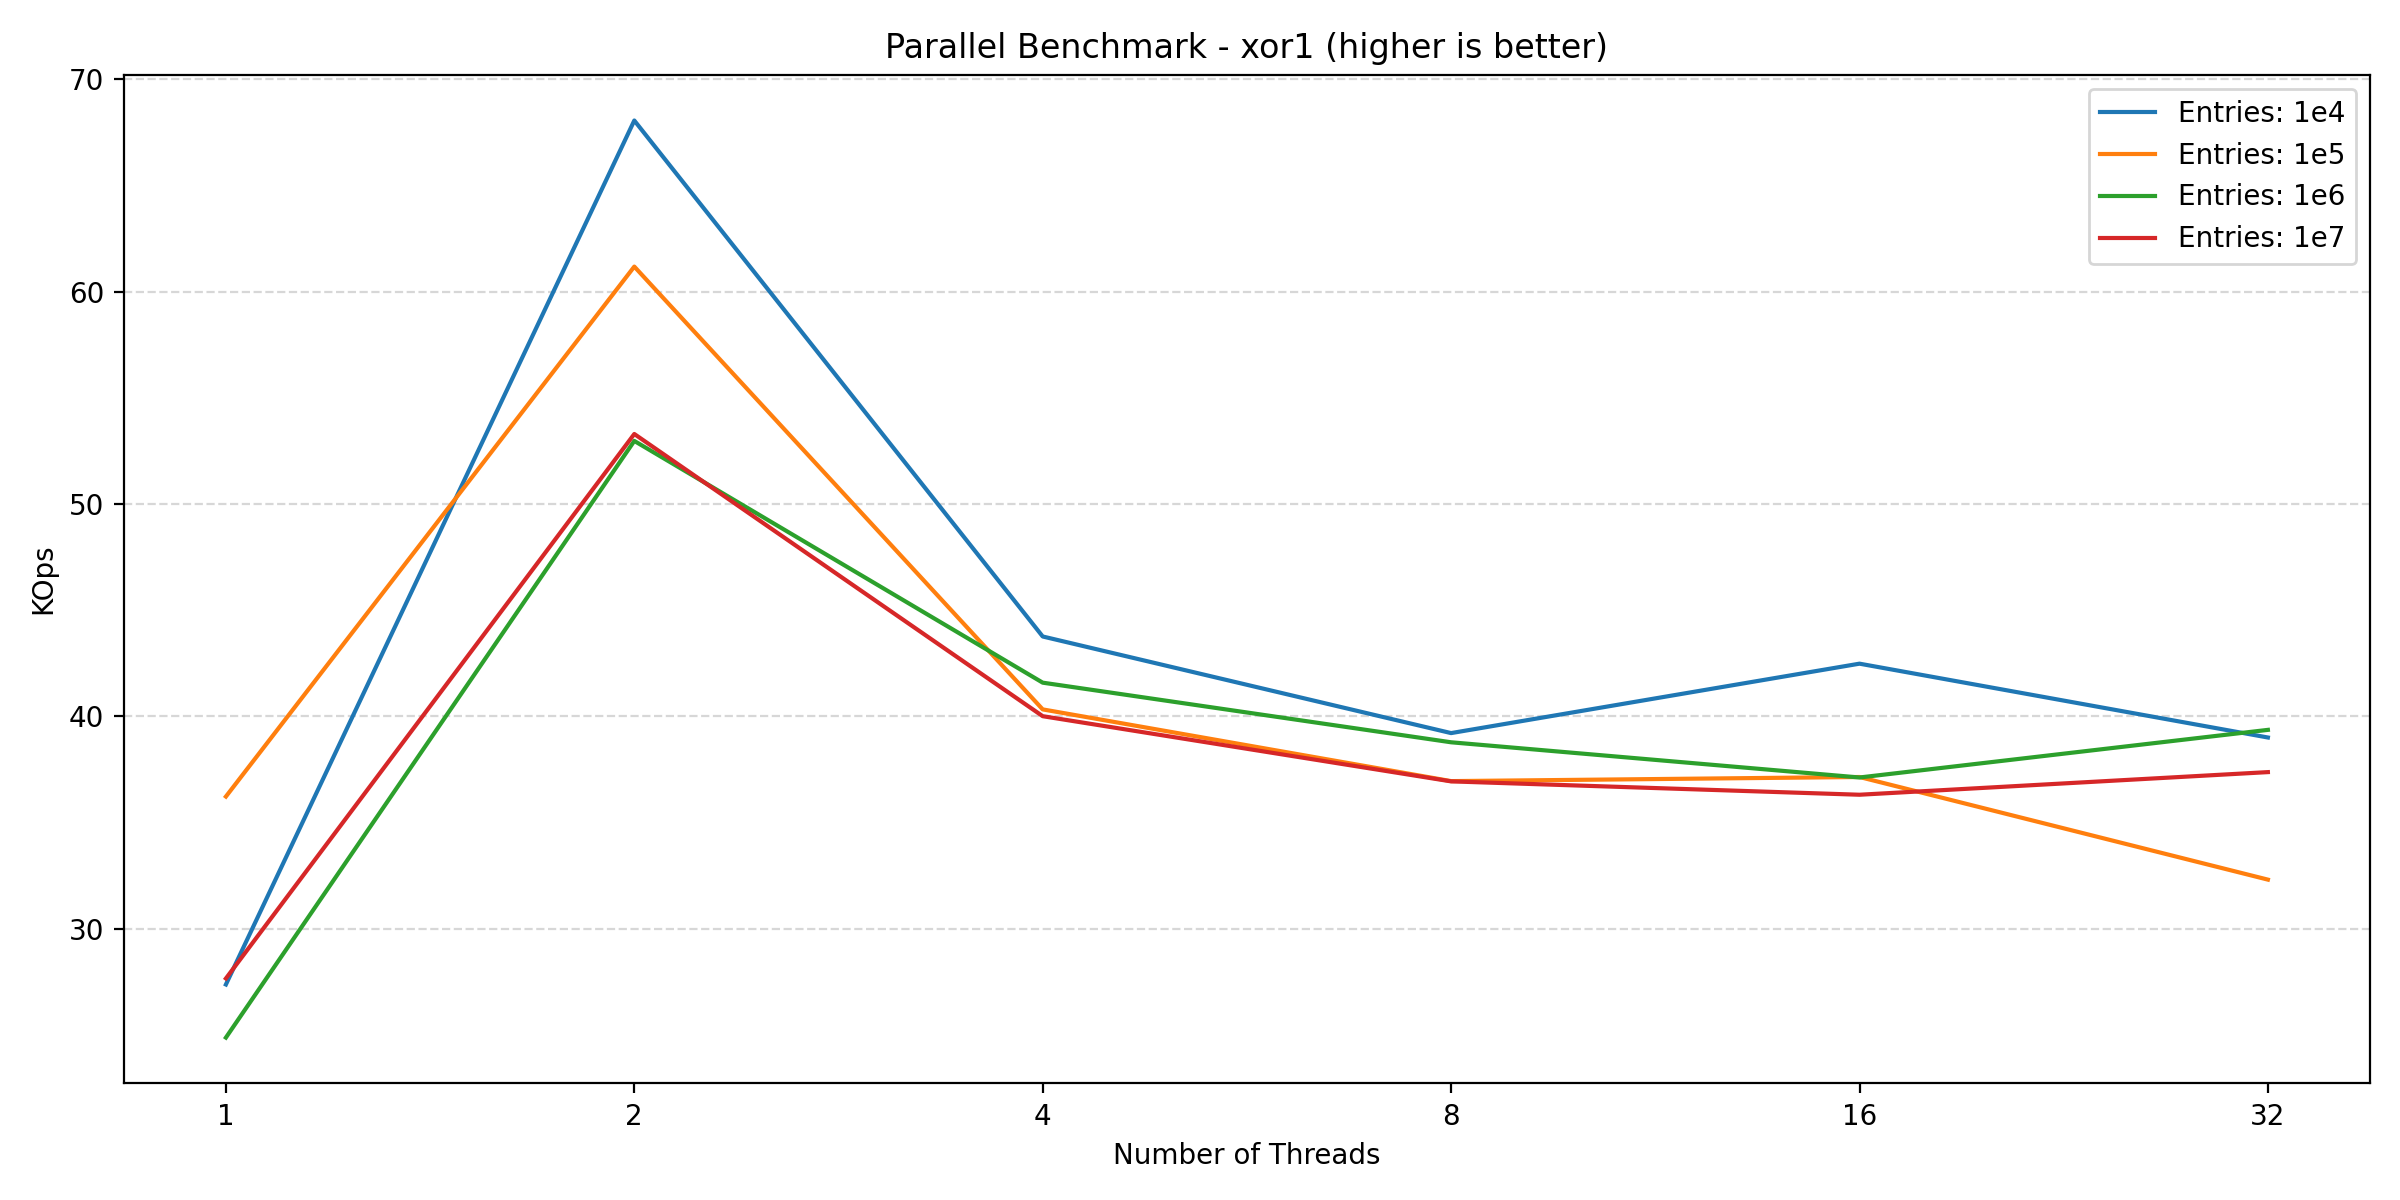 Parallel Benchmark - xor1 (higher is better)
70
60
50
40
30
KOps
Entries: 1e4
Entries: 1e5
Entries: 1e6
Entries: 1e7
1 2 4 8 16 32
Number of Threads